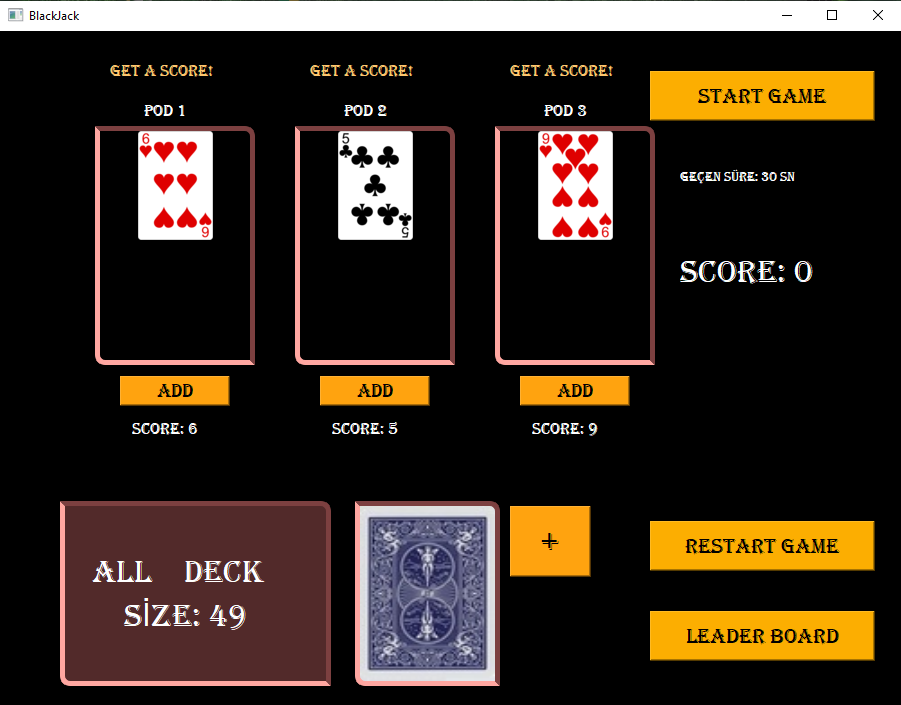 BlackJack
GET A SCORE!
GET A SCORE!
GET A SCORE!
START GAME
POD 1
POD 2
POD 3
6
5
9
GEÇEN SÜRE: 30 SN
SCORE: 0
6
5
9
ADD
ADD
ADD
SCORE: 6
SCORE: 5
SCORE: 9
ALL DECK
SİZE: 49
+
RESTART GAME
LEADER BOARD